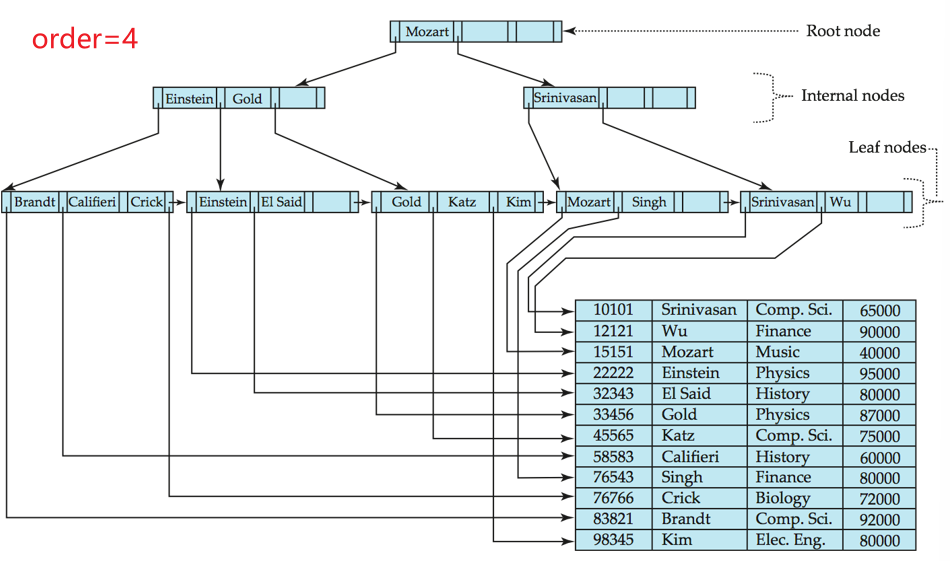 order=4
Mozart
Root node
Einstein Gold
Srinivasan
Internal nodes
Leaf nodes
Brandt Califieri Crick Einstein El Said Gold Katz Kim Mozart Singh Srinivasan Wu
10101 Srinivasan Comp. Sci. 65000
12121 Wu Finance 90000
15151 Mozart Music 40000
22222 Einstein Physics 95000
32343 El Said History 80000
33456 Gold Physics 87000
45565 Katz Comp. Sci. 75000
58583 Califieri History 60000
76543 Singh Finance 80000
76766 Crick Biology 72000
83821 Brandt Comp. Sci. 92000
98345 Kim Elec. Eng. 80000